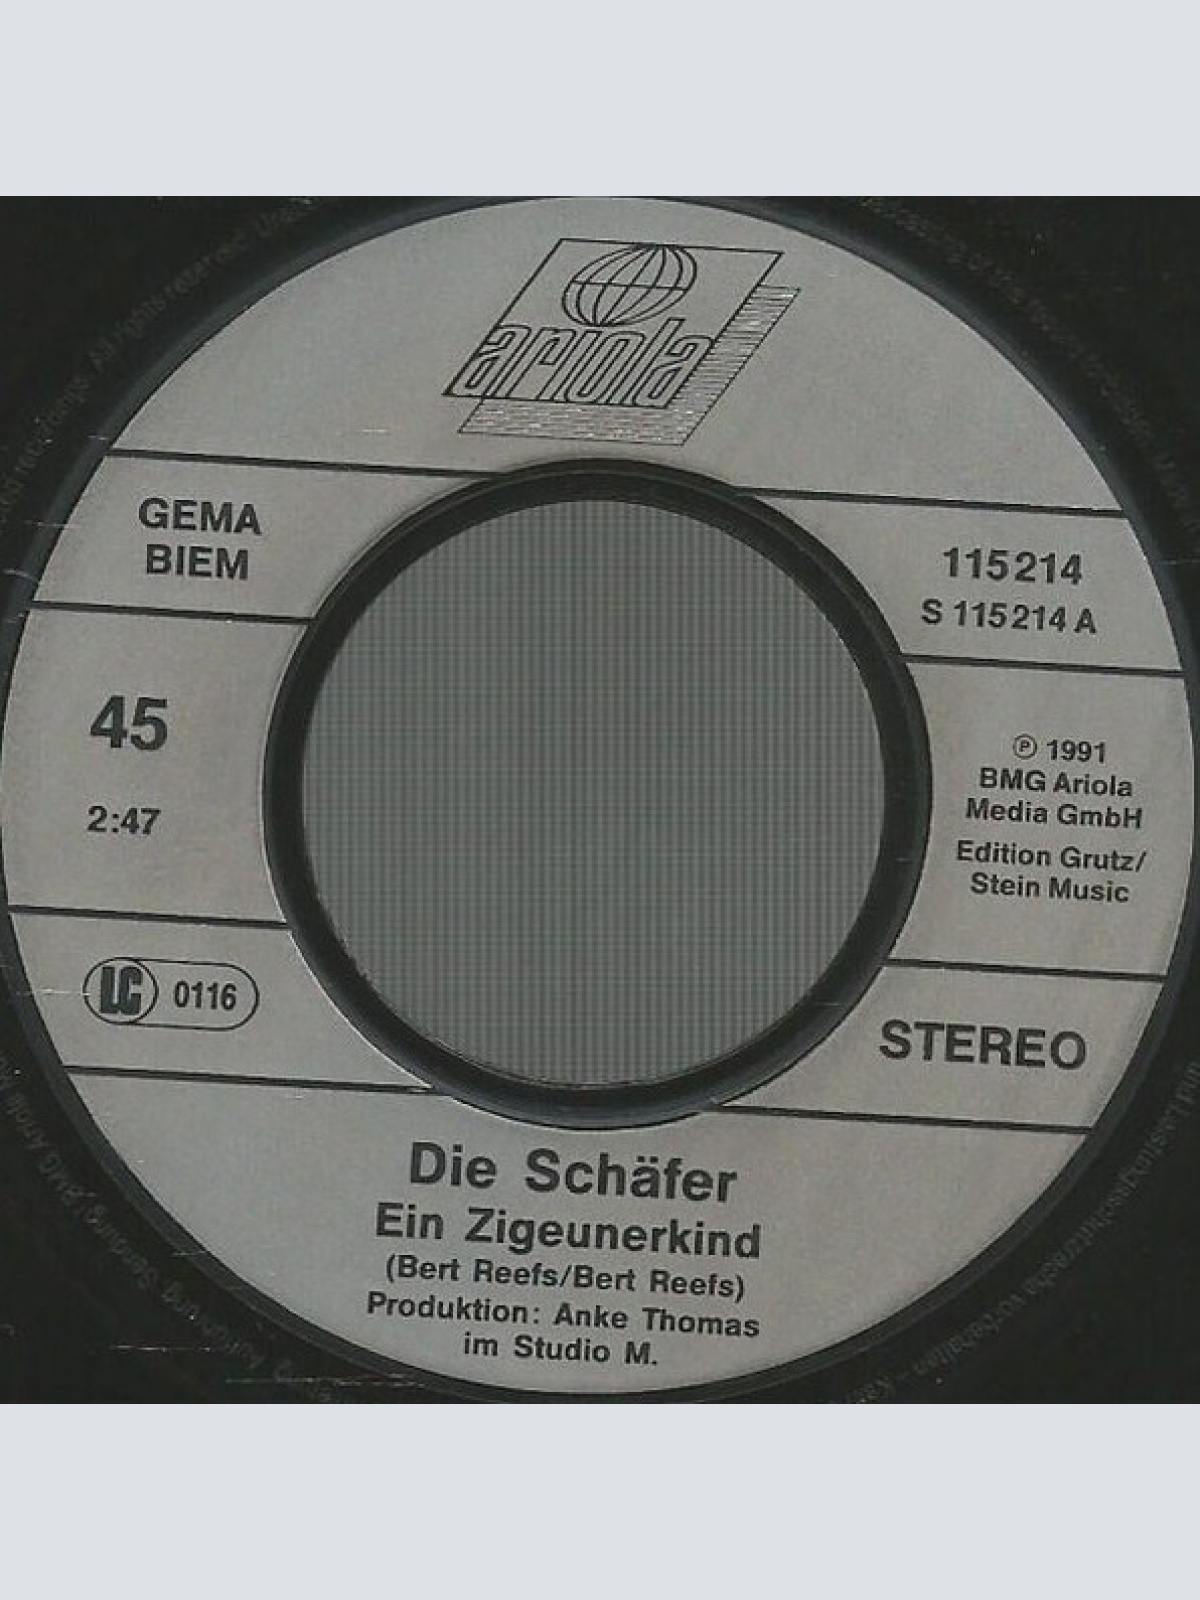 ariola
GEMA
BIEM
115214
S 115214 A
45
2:47
℗ 1991
BMG Ariola
Media GmbH
Edition Grutz/
Stein Music
LC 0116
STEREO
Die Schäfer
Ein Zigeunerkind
(Bert Reefs/Bert Reefs)
Produktion: Anke Thomas
im Studio M.